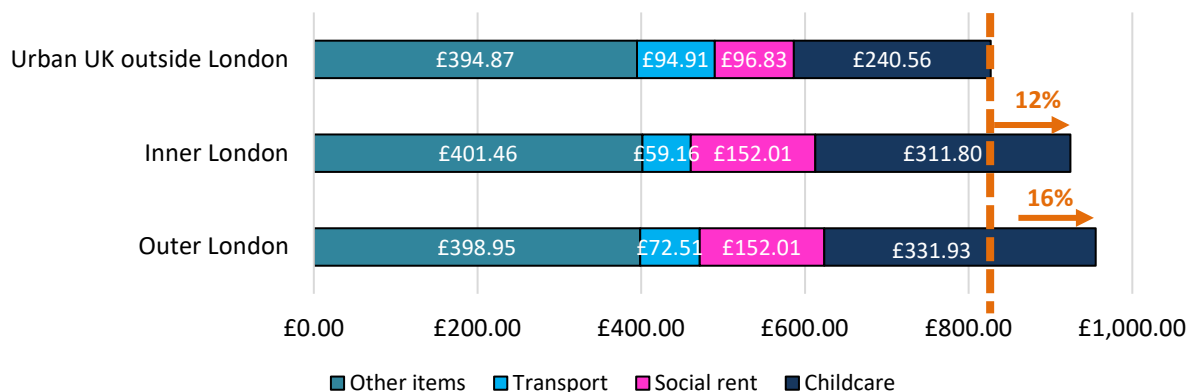 Urban UK outside London £394.87 £94.91 £96.83 £240.56
12%
Inner London £401.46 £59.16 £152.01 £311.80
16%
Outer London £398.95 £72.51 £152.01 £331.93
£0.00 £200.00 £400.00 £600.00 £800.00 £1,000.00
Other items Transport Social rent Childcare